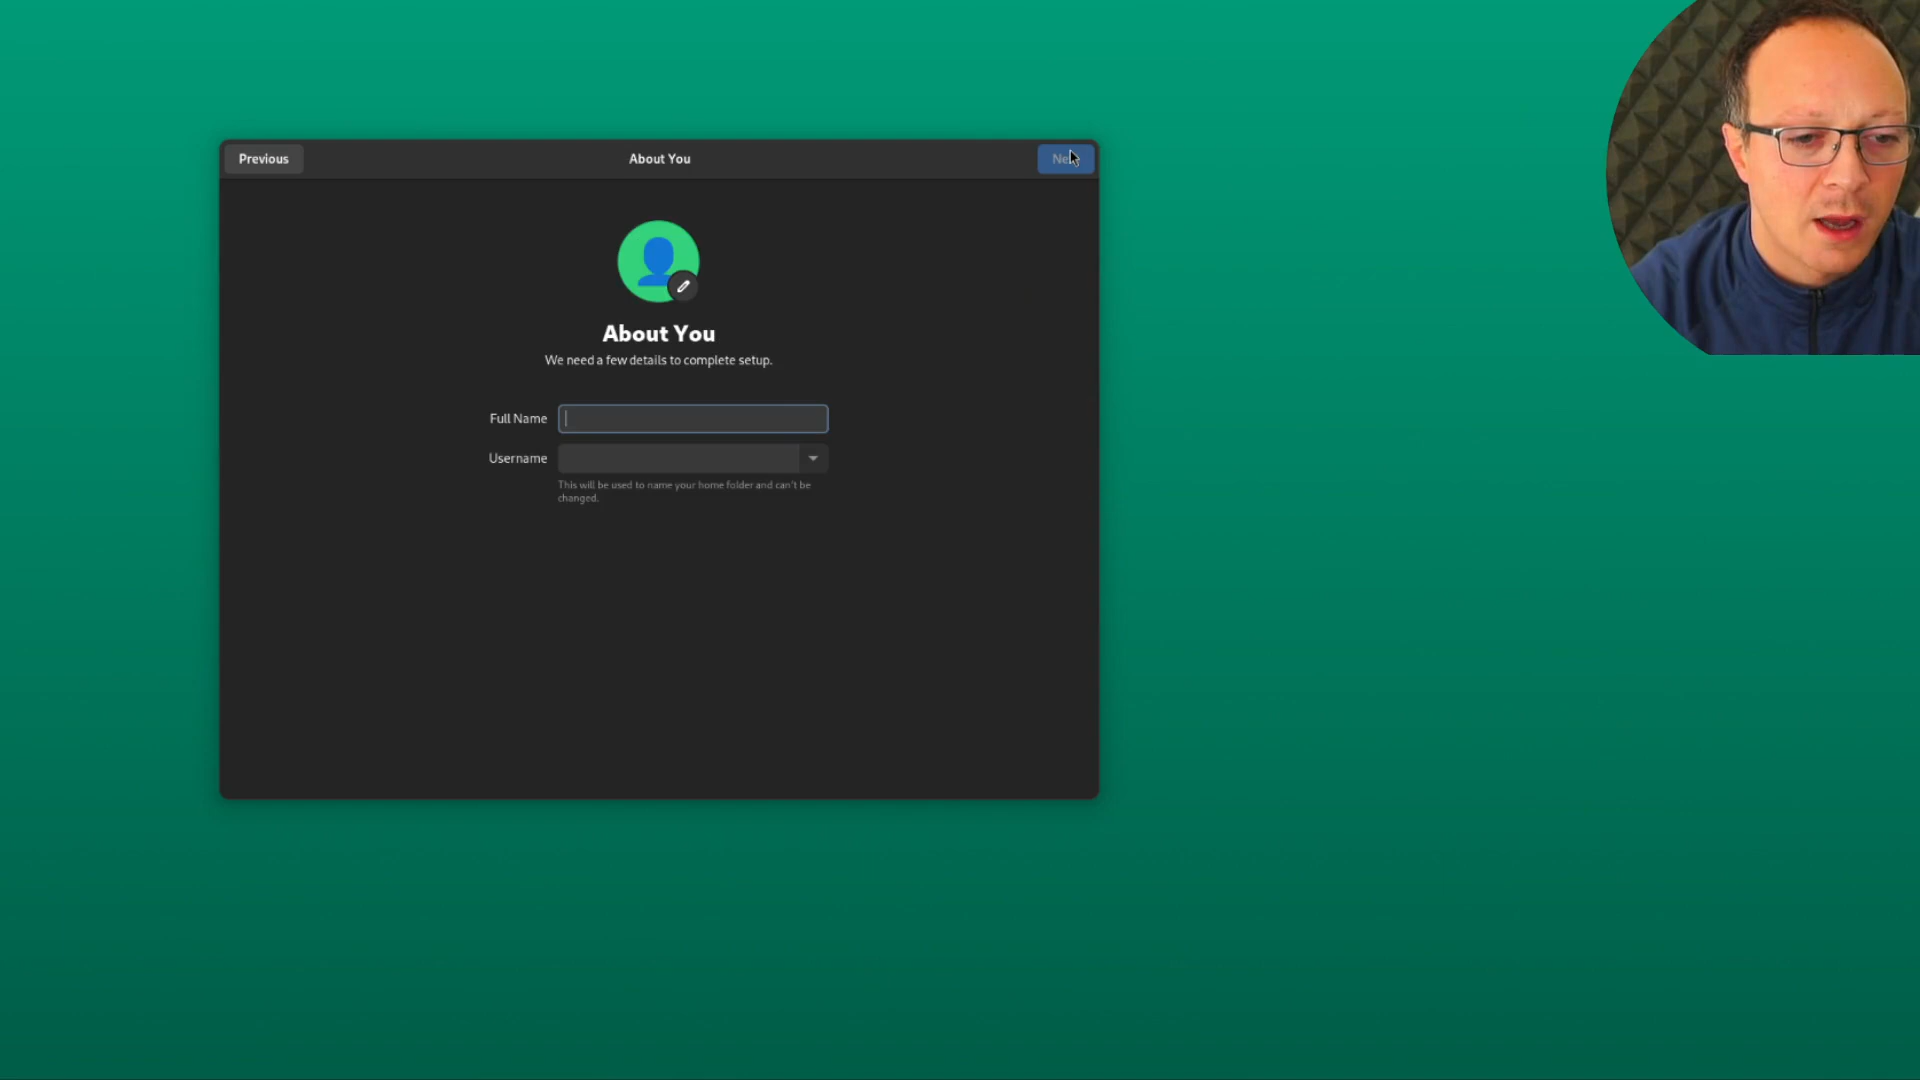 Previous
About You
About You
We need a few details to complete setup.
Full Name
Username
This will be used to name your home folder and can't be
changed.